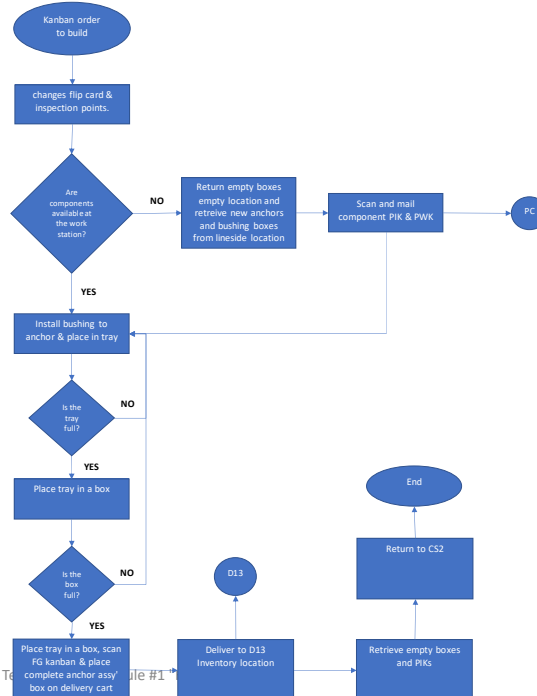 Kanban order
to build
changes flip card &
inspection points.
Are
components
available at
the work
station?
NO
Return empty boxes
empty location and
retreive new anchors
and bushing boxes
from lineside location
Scan and mail
component PIK & PWK
PC
YES
Install bushing to
anchor & place in tray
Is the
tray
full?
NO
YES
Place tray in a box
Is the
box
full?
NO
YES
Place tray in a box, scan
FG kanban & place
complete anchor assy'
box on delivery cart
D13
Deliver to D13
Inventory location
Retrieve empty boxes
and PIKs
Return to CS2
End
#1